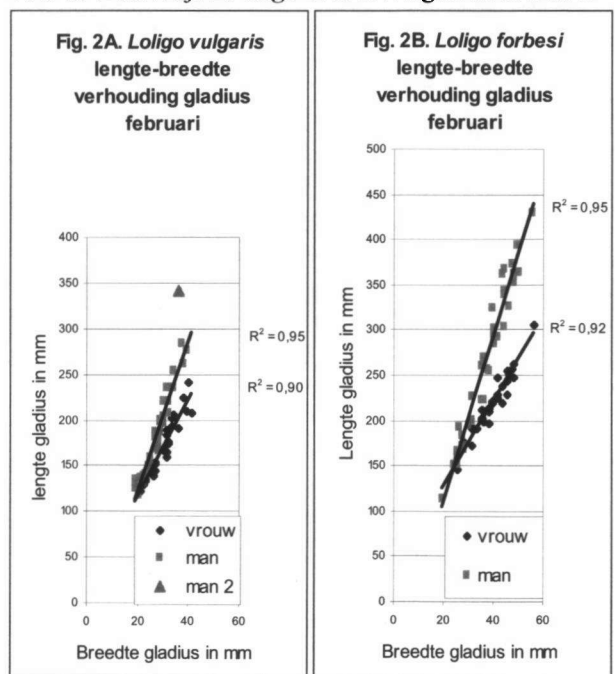 Fig. 2A. Loligo vulgaris
lengte-breedte
verhouding gladius
februari
400
350
300
250
200
150
100
50
0
0
20
40
60
lengte gladius in mm
Breedte gladius in mm
R² = 0,95
R² = 0,90
vrouw
man
man 2
Fig. 2B. Loligo forbesi
lengte-breedte
verhouding gladius
februari
500
450
400
350
300
250
200
150
100
50
0
0
20
40
60
Lengte gladius in mm
Breedte gladius in mm
R² = 0,95
R² = 0,92
vrouw
man